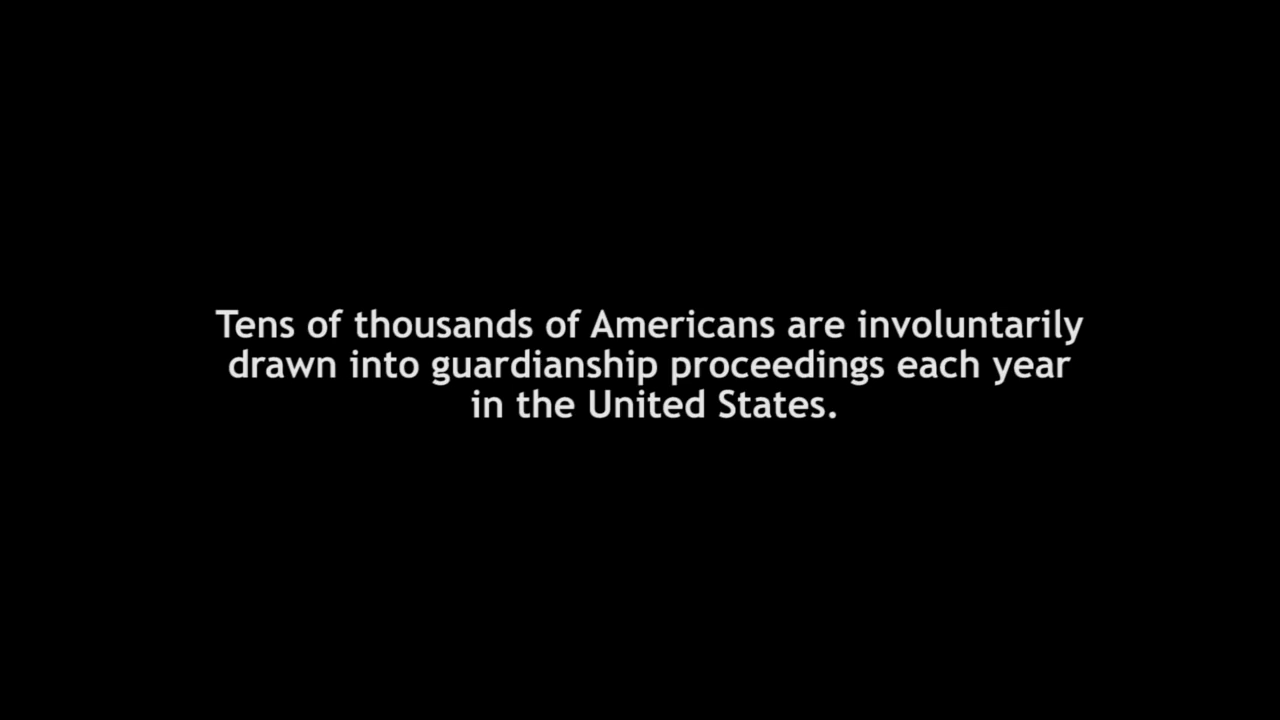 Tens of thousands of Americans are involuntarily
drawn into guardianship proceedings each year
in the United States.